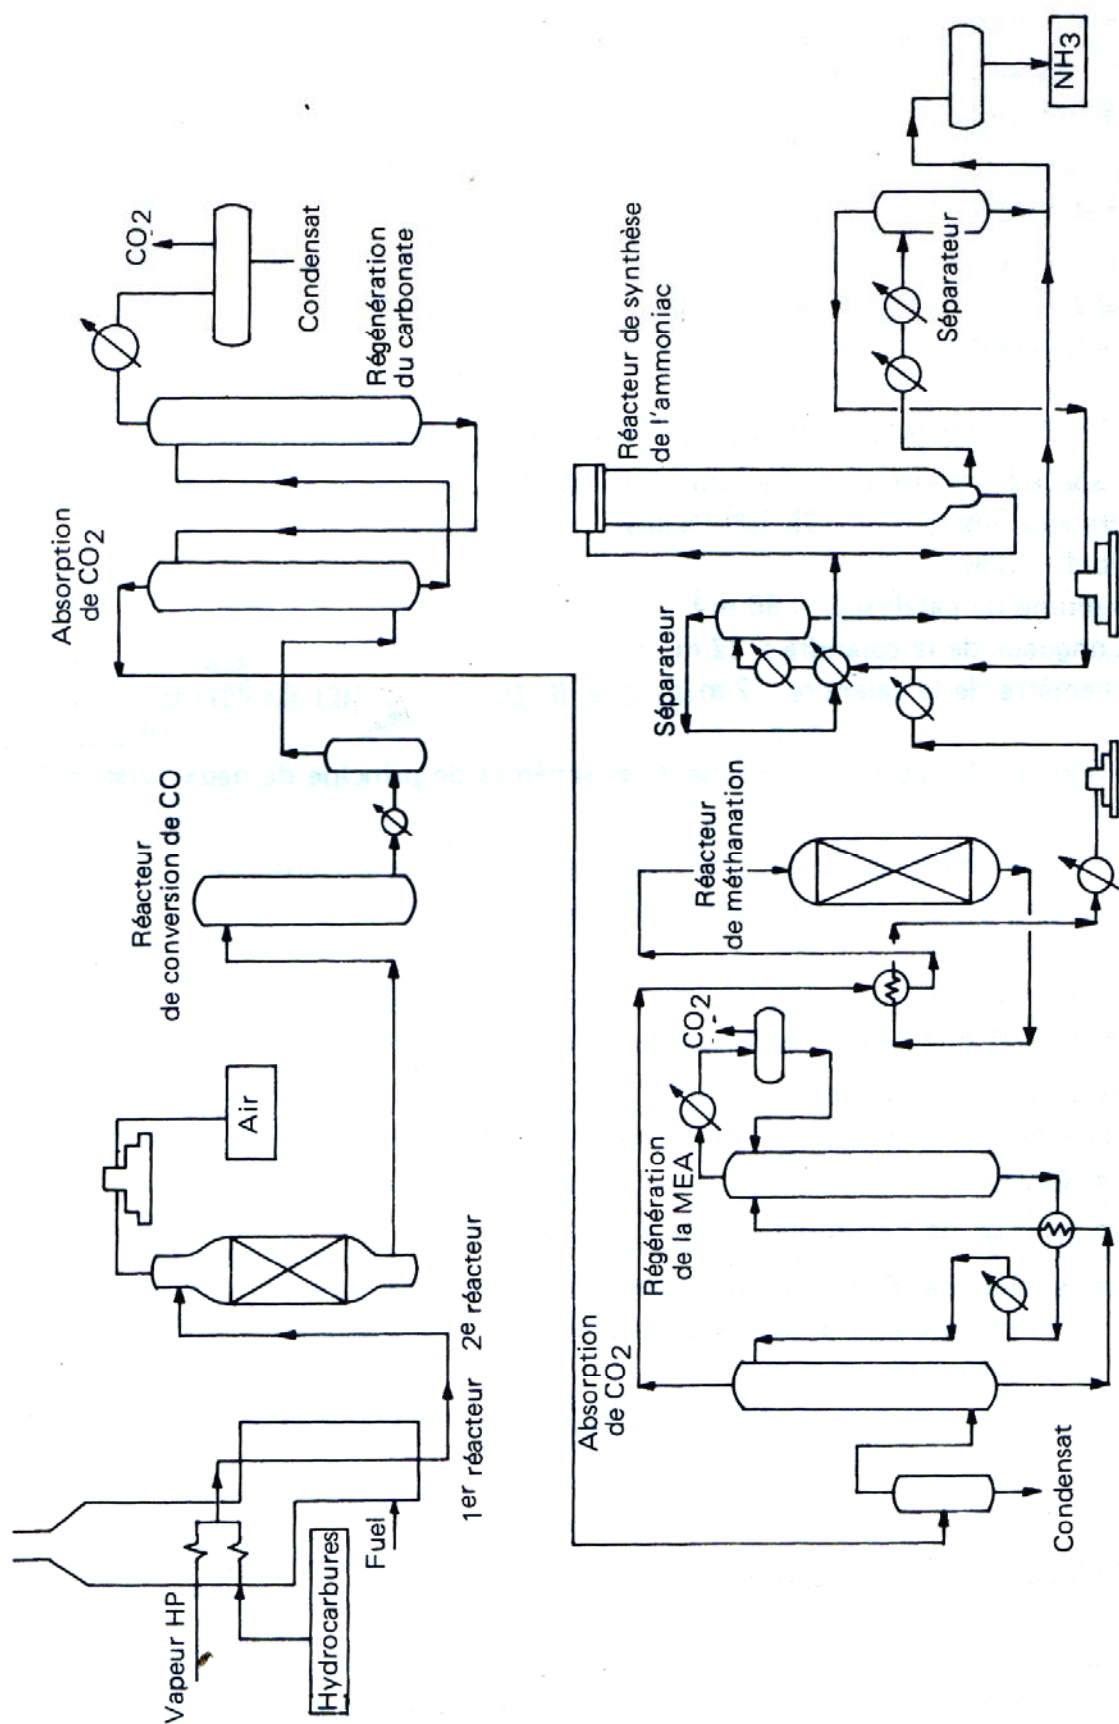 Vapeur HP
Hydrocarbures
Fuel
1er réacteur
2e réacteur
Air
Réacteur
de conversion de CO
Absorption
de CO2
CO2
Condensat
Régénération
du carbonate
Condensat
Absorption
de CO2
Régénération
de la MEA
CO2
Réacteur
de méthanation
Séparateur
Réacteur de synthèse
de l'ammoniac
Séparateur
NH3